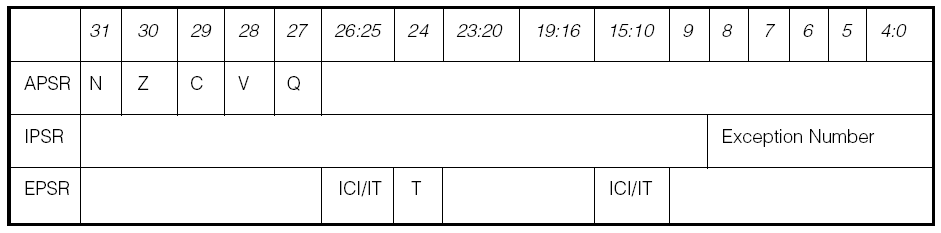 31 30 29 28 27 26:25 24 23:20 19:16 15:10 9 8 7 6 5 4:0
APSR N Z C V Q
IPSR Exception Number
EPSR ICI/IT T ICI/IT